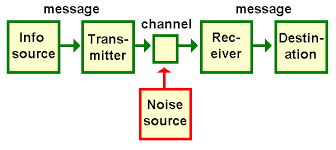 message
message
channel
Info
source
Trans-
mitter
Rec-
eiver
Destin-
ation
Noise
source